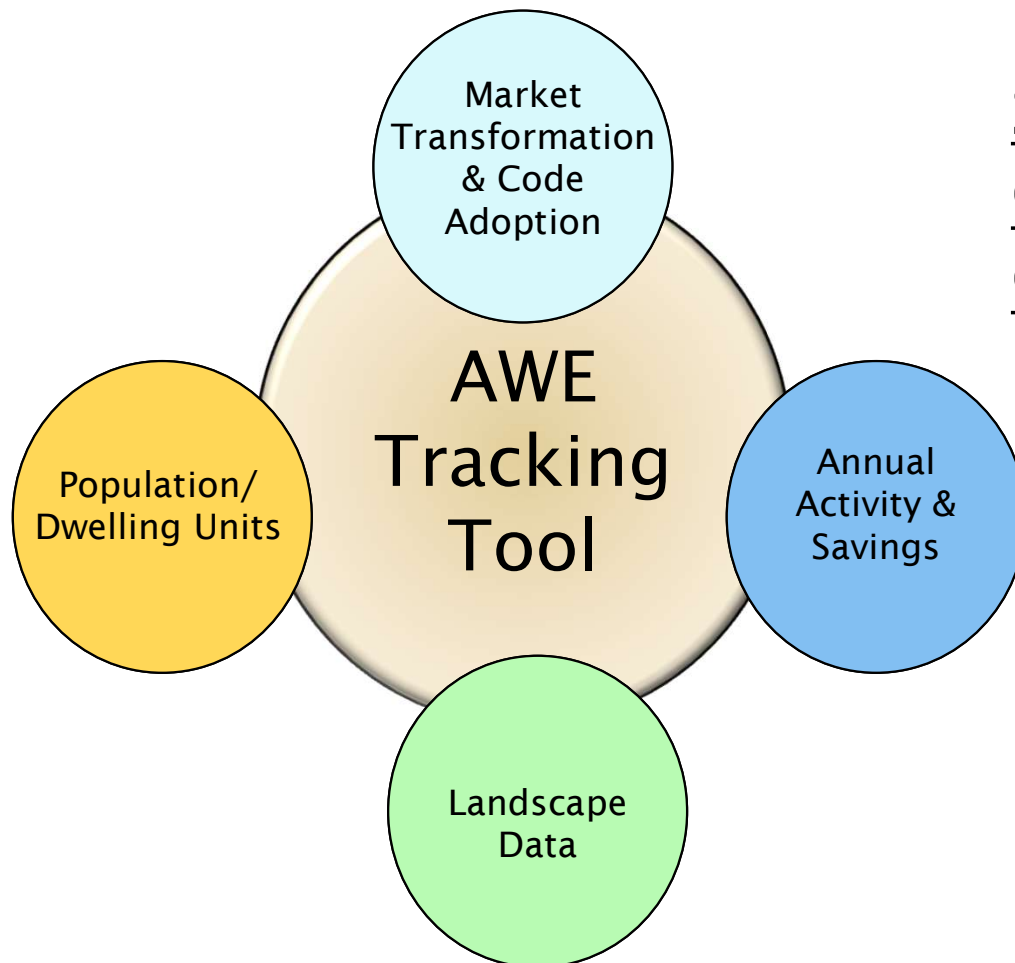 Market
Transformation
& Code
Adoption
AWE
Tracking
Tool
Population/
Dwelling Units
Annual
Activity &
Savings
Landscape
Data